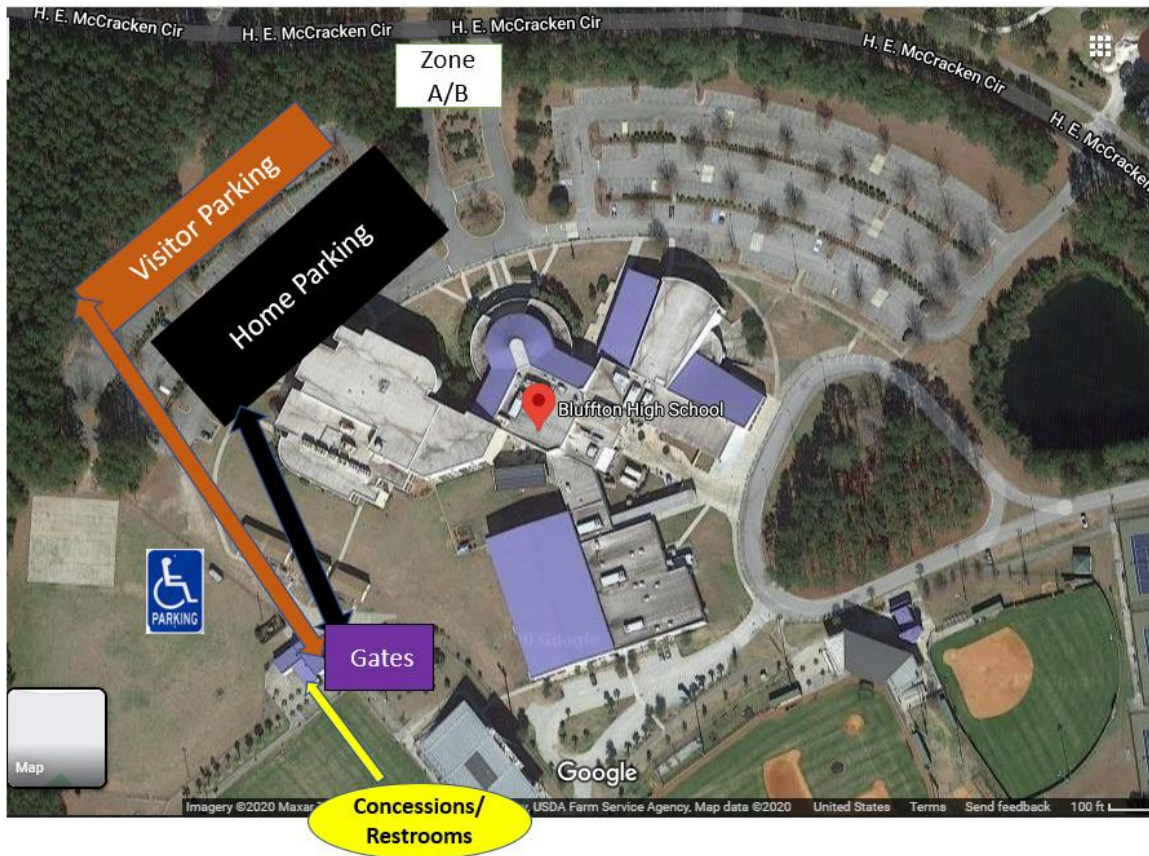 H. E. McCracken Cir
H. E. McCracken Cir
H. E. McCracken Cir
H. E. McCracken Cir
H. E. McCracken
Zone
A/B
Visitor Parking
Home Parking
Bluffton High School
PARKING
Gates
Google
Map
Google
Imagery ©2020 Maxar USDA Farm Service Agency, Map data ©2020 United States Terms Send feedback 100 ft
Concessions/
Restrooms